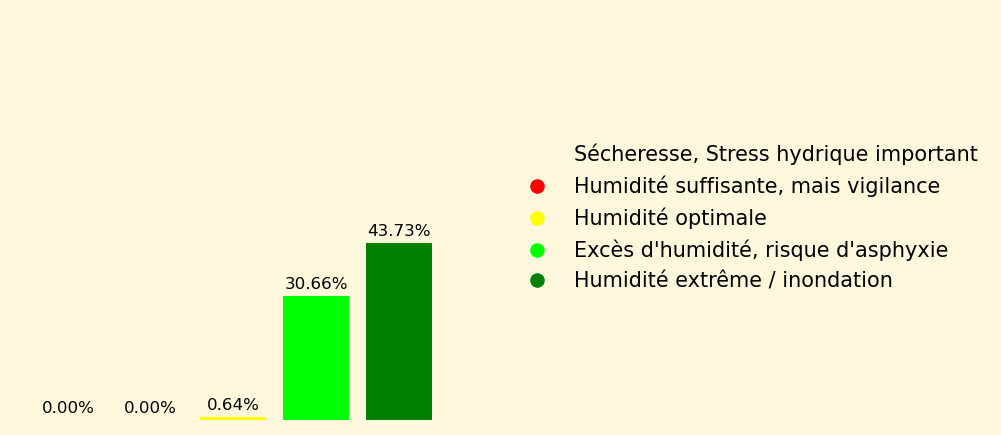 43.73%
30.66%
0.64%
0.00%
0.00%
Sécheresse, Stress hydrique important
Humidité suffisante, mais vigilance
Humidité optimale
Excès d'humidité, risque d'asphyxie
Humidité extrême / inondation